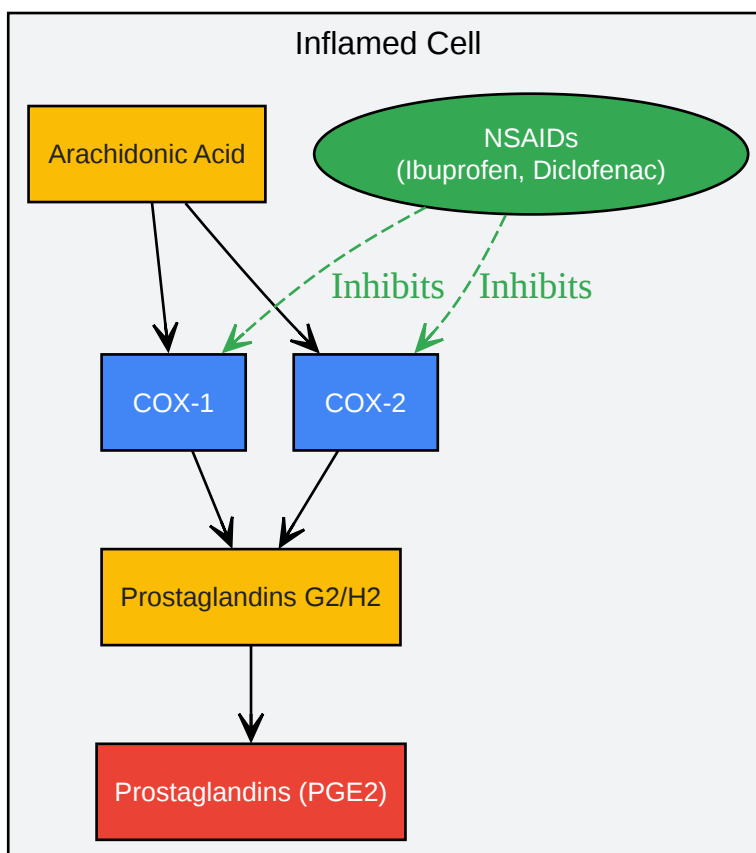 Inflamed Cell
Arachidonic Acid
NSAIDs
(Ibuprofen, Diclofenac)
Inhibits
Inhibits
COX-1
COX-2
Prostaglandins G2/H2
Prostaglandins (PGE2)